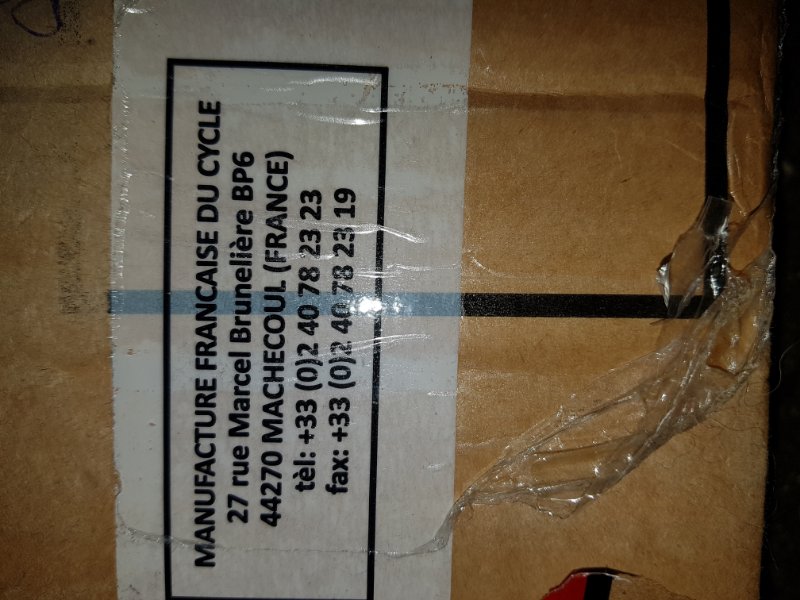 MANUFACTURE FRANCAISE DU CYCLE
27 rue Marcel Brunelière BP6
44270 MACHECOUL (FRANCE)
tèl: +33 (0)2 40 78 23 23
fax: +33 (0)2 40 78 23 19